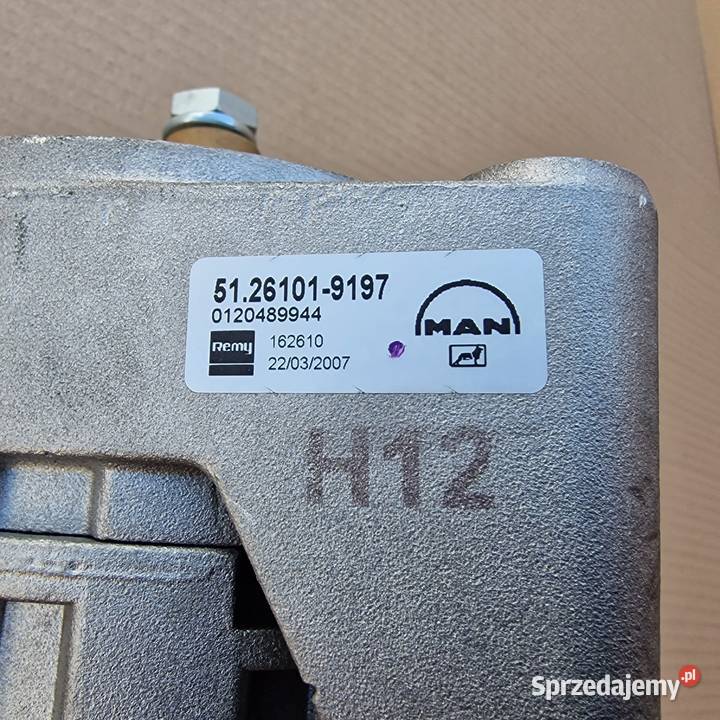 51.26101-9197
0120489944
MAN
Remy
162610
22/03/2007
H12
Sprzedajemy.pl